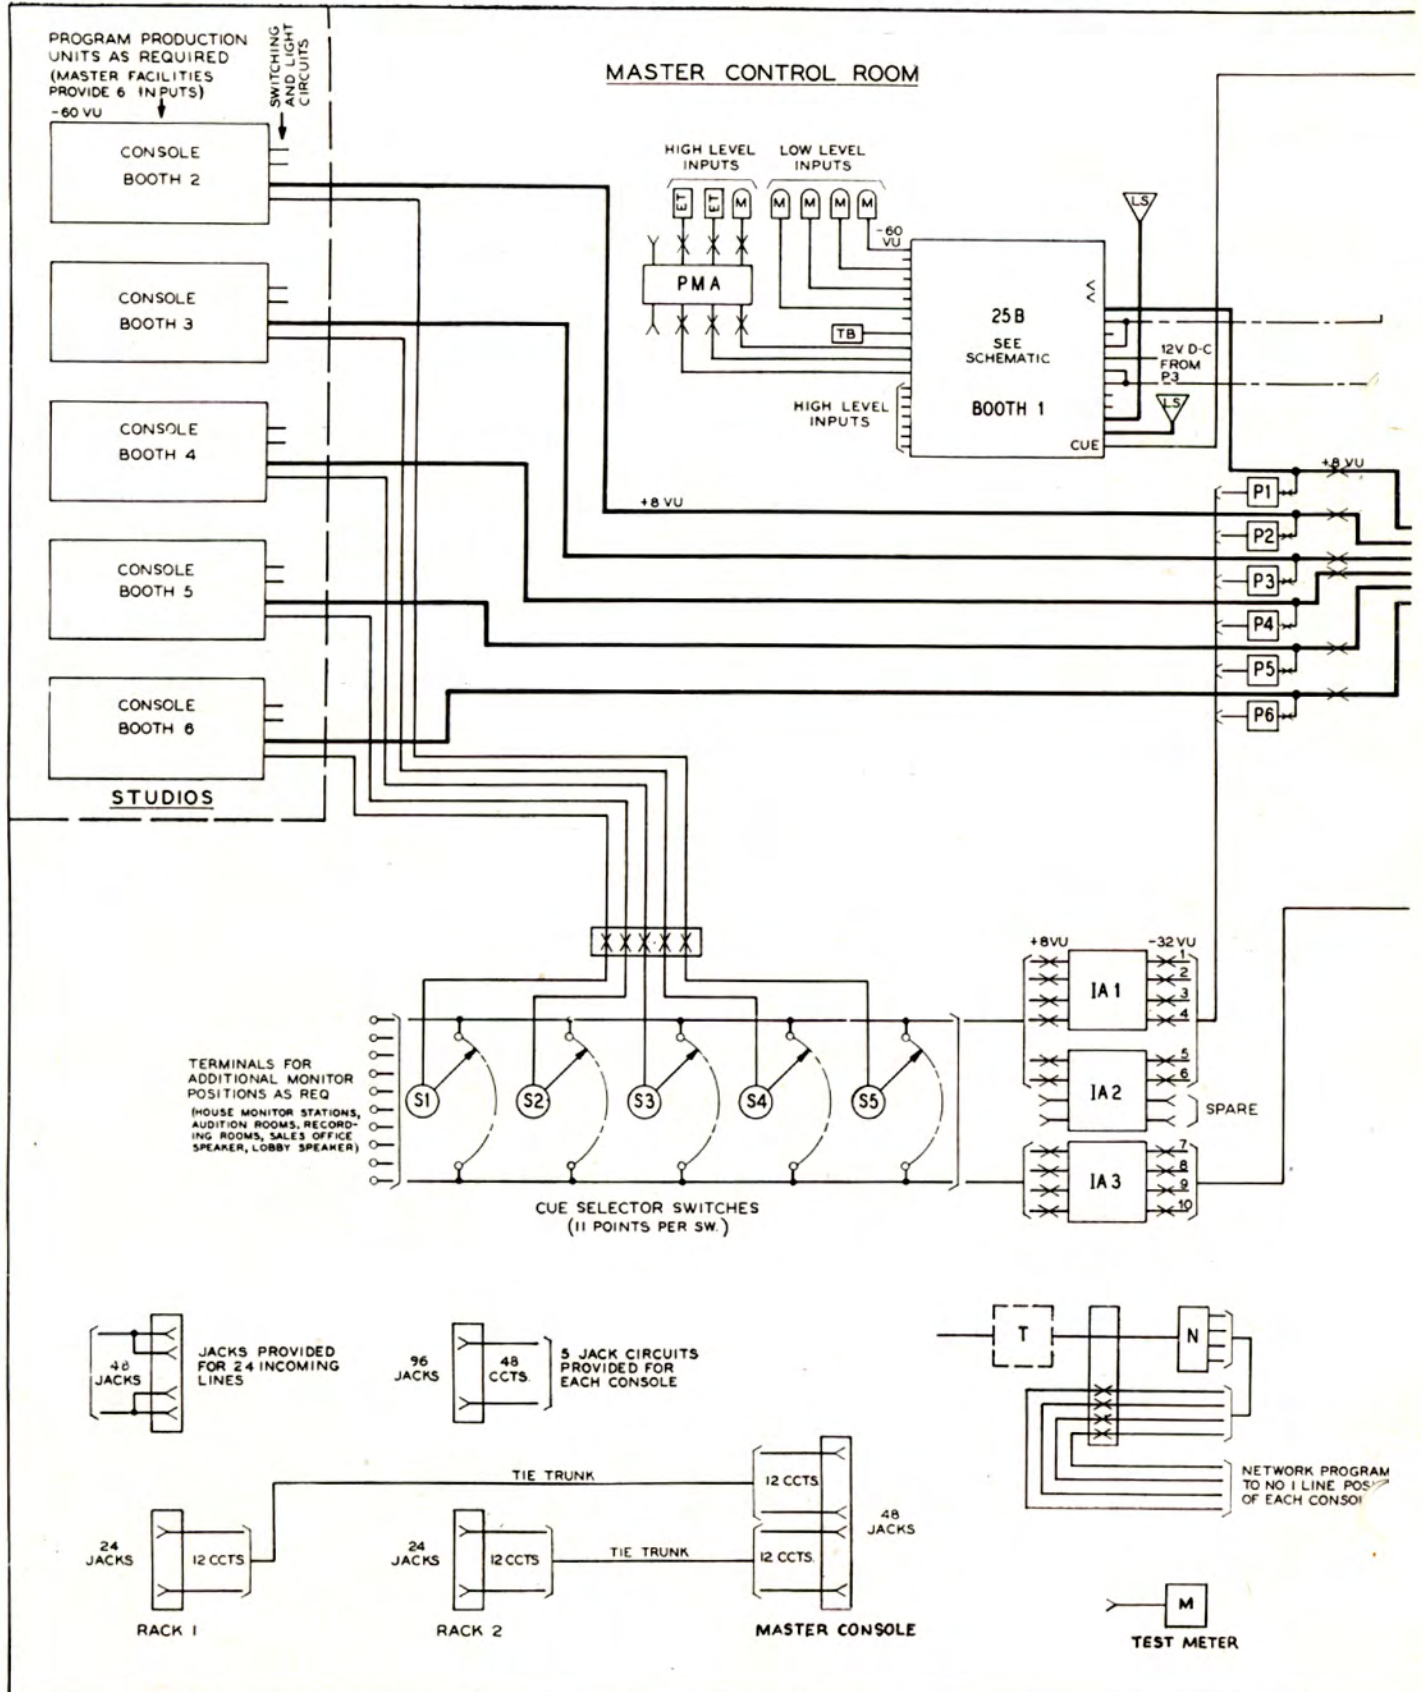 PROGRAM PRODUCTION
UNITS AS REQUIRED
(MASTER FACILITIES
PROVIDE 6 INPUTS)
-60 VU
SWITCHING
AND LIGHT
CIRCUITS
MASTER CONTROL ROOM
CONSOLE
BOOTH 2
CONSOLE
BOOTH 3
CONSOLE
BOOTH 4
CONSOLE
BOOTH 5
CONSOLE
BOOTH 6
STUDIOS
HIGH LEVEL
INPUTS
LOW LEVEL
INPUTS
ET
ET
M
M
M
M
M
-60
VU
LS
PMA
TB
25B
SEE
SCHEMATIC
BOOTH 1
12V D-C
FROM
P3
LS
HIGH LEVEL
INPUTS
CUE
+8 VU
+8 VU
P1
P2
P3
P4
P5
P6
+8VU
-32 VU
IA1
1
2
3
4
IA2
5
6
SPARE
IA3
7
8
9
10
TERMINALS FOR
ADDITIONAL MONITOR
POSITIONS AS REQ
(HOUSE MONITOR STATIONS,
AUDITION ROOMS, RECORD-
ING ROOMS, SALES OFFICE
SPEAKER, LOBBY SPEAKER)
S1
S2
S3
S4
S5
CUE SELECTOR SWITCHES
(11 POINTS PER SW.)
48
JACKS
JACKS PROVIDED
FOR 24 INCOMING
LINES
96
JACKS
48
CCTS.
5 JACK CIRCUITS
PROVIDED FOR
EACH CONSOLE
T
N
NETWORK PROGRAM
TO NO 1 LINE
OF EACH
TIE TRUNK
12 CCTS
24
JACKS
12 CCTS
RACK 1
24
JACKS
12 CCTS
RACK 2
TIE TRUNK
12 CCTS.
48
JACKS
MASTER CONSOLE
M
TEST METER